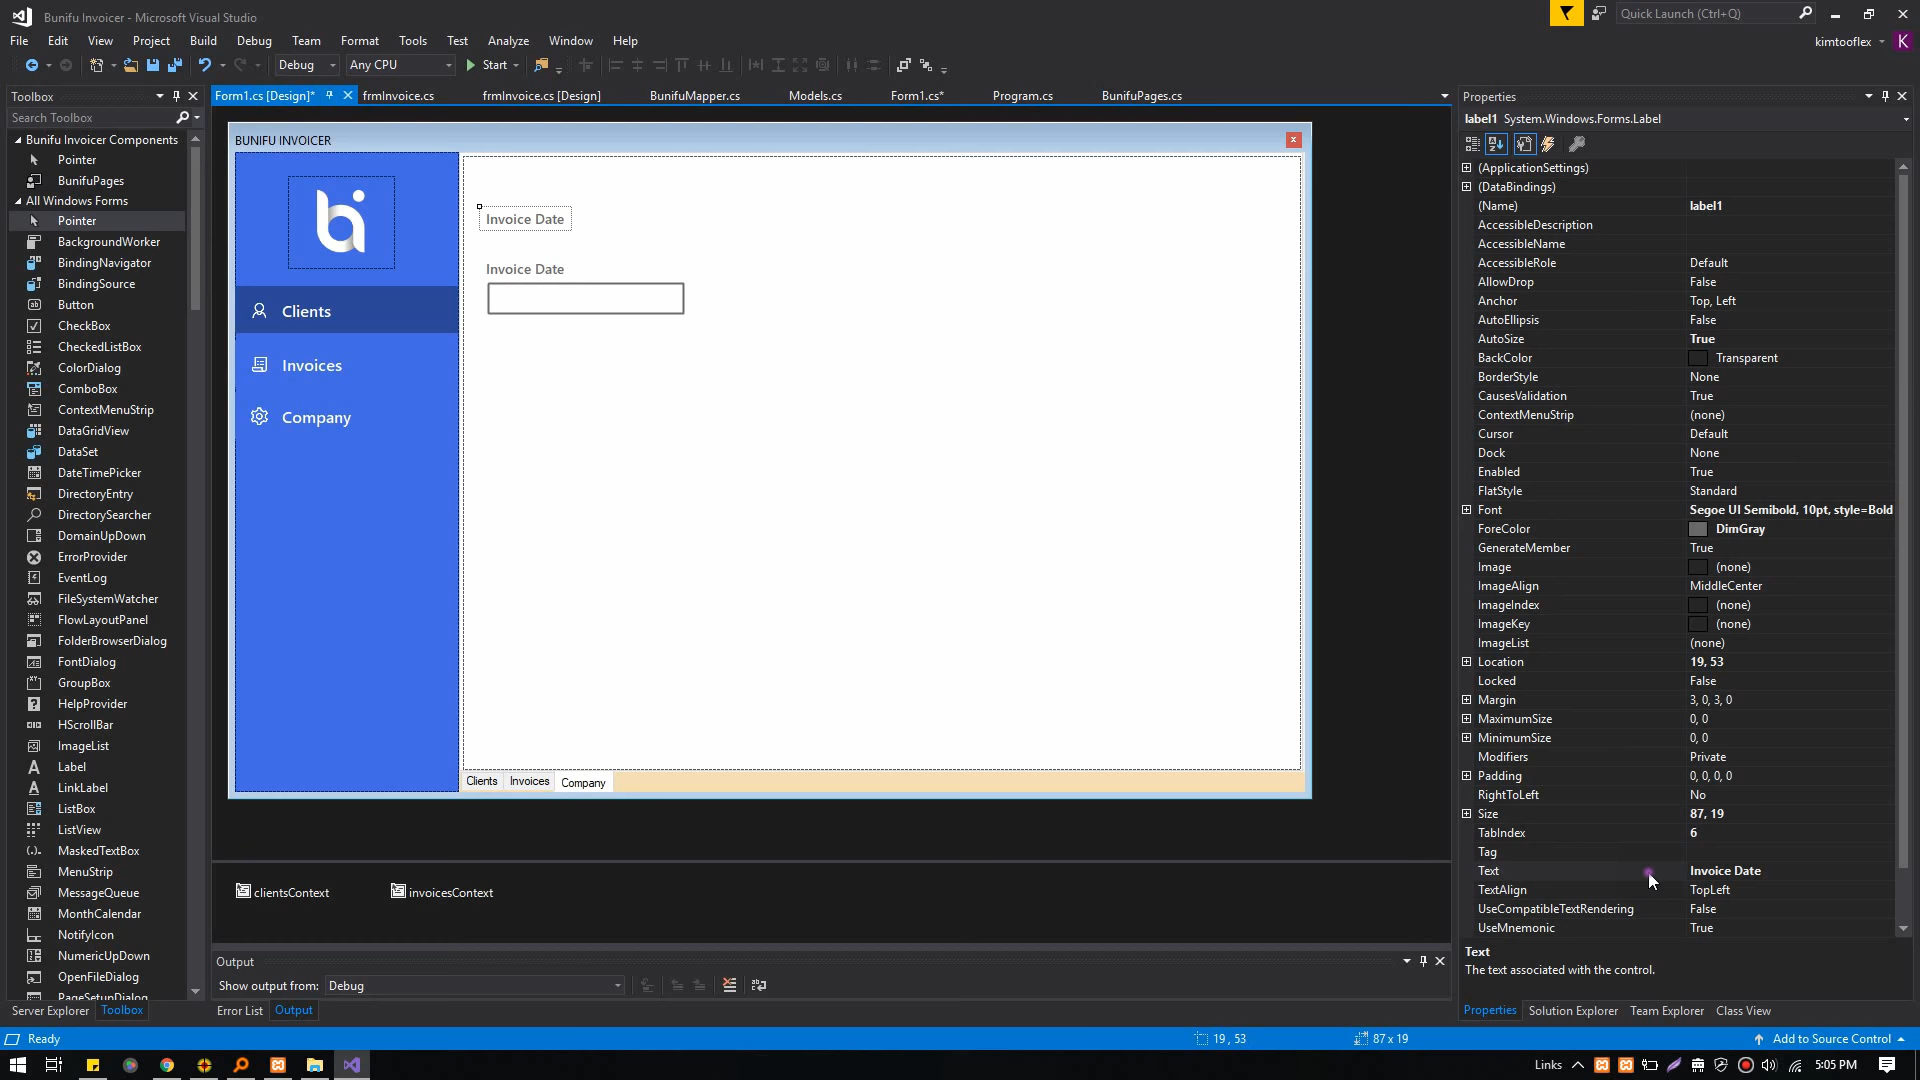 Bunifu Invoicer - Microsoft Visual Studio
Quick Launch (Ctrl+Q)
File Edit View Project Build Debug Team Format Tools Test Analyze Window Help
kimtooflex K
Debug Any CPU Start
Toolbox
Form1.cs [Design]* frmInvoice.cs frmInvoice.cs [Design] BunifuMapper.cs Models.cs Form1.cs* Program.cs BunifuPages.cs
Search Toolbox
Bunifu Invoicer Components
Pointer
BunifuPages
All Windows Forms
Pointer
BackgroundWorker
BindingNavigator
BindingSource
Button
CheckBox
CheckedListBox
ColorDialog
ComboBox
ContextMenuStrip
DataGridView
DataSet
DateTimePicker
DirectoryEntry
DirectorySearcher
DomainUpDown
ErrorProvider
EventLog
FileSystemWatcher
FlowLayoutPanel
FolderBrowserDialog
FontDialog
GroupBox
HelpProvider
HScrollBar
ImageList
Label
LinkLabel
ListBox
ListView
MaskedTextBox
MenuStrip
MessageQueue
MonthCalendar
NotifyIcon
NumericUpDown
OpenFileDialog
PageSetupDialog
Server Explorer Toolbox
BUNIFU INVOICER
bi
Clients
Invoices
Company
Invoice Date
Invoice Date
Clients Invoices Company
clientsContext invoicesContext
Output
Show output from: Debug
Error List Output
Properties
label1 System.Windows.Forms.Label
(ApplicationSettings)
(DataBindings)
(Name) label1
AccessibleDescription
AccessibleName
AccessibleRole Default
AllowDrop False
Anchor Top, Left
AutoEllipsis False
AutoSize True
BackColor Transparent
BorderStyle None
CausesValidation True
ContextMenuStrip (none)
Cursor Default
Dock None
Enabled True
FlatStyle Standard
Font Segoe UI Semibold, 10pt, style=Bold
ForeColor DimGray
GenerateMember True
Image (none)
ImageAlign MiddleCenter
ImageIndex (none)
ImageKey (none)
ImageList (none)
Location 19, 53
Locked False
Margin 3, 0, 3, 0
MaximumSize 0, 0
MinimumSize 0, 0
Modifiers Private
Padding 0, 0, 0, 0
RightToLeft No
Size 87, 19
TabIndex 6
Tag
Text Invoice Date
TextAlign TopLeft
UseCompatibleTextRendering False
UseMnemonic True
Text
The text associated with the control.
Properties Solution Explorer Team Explorer Class View
Ready 19 , 53 87 x 19 Add to Source Control
Links 5:05 PM